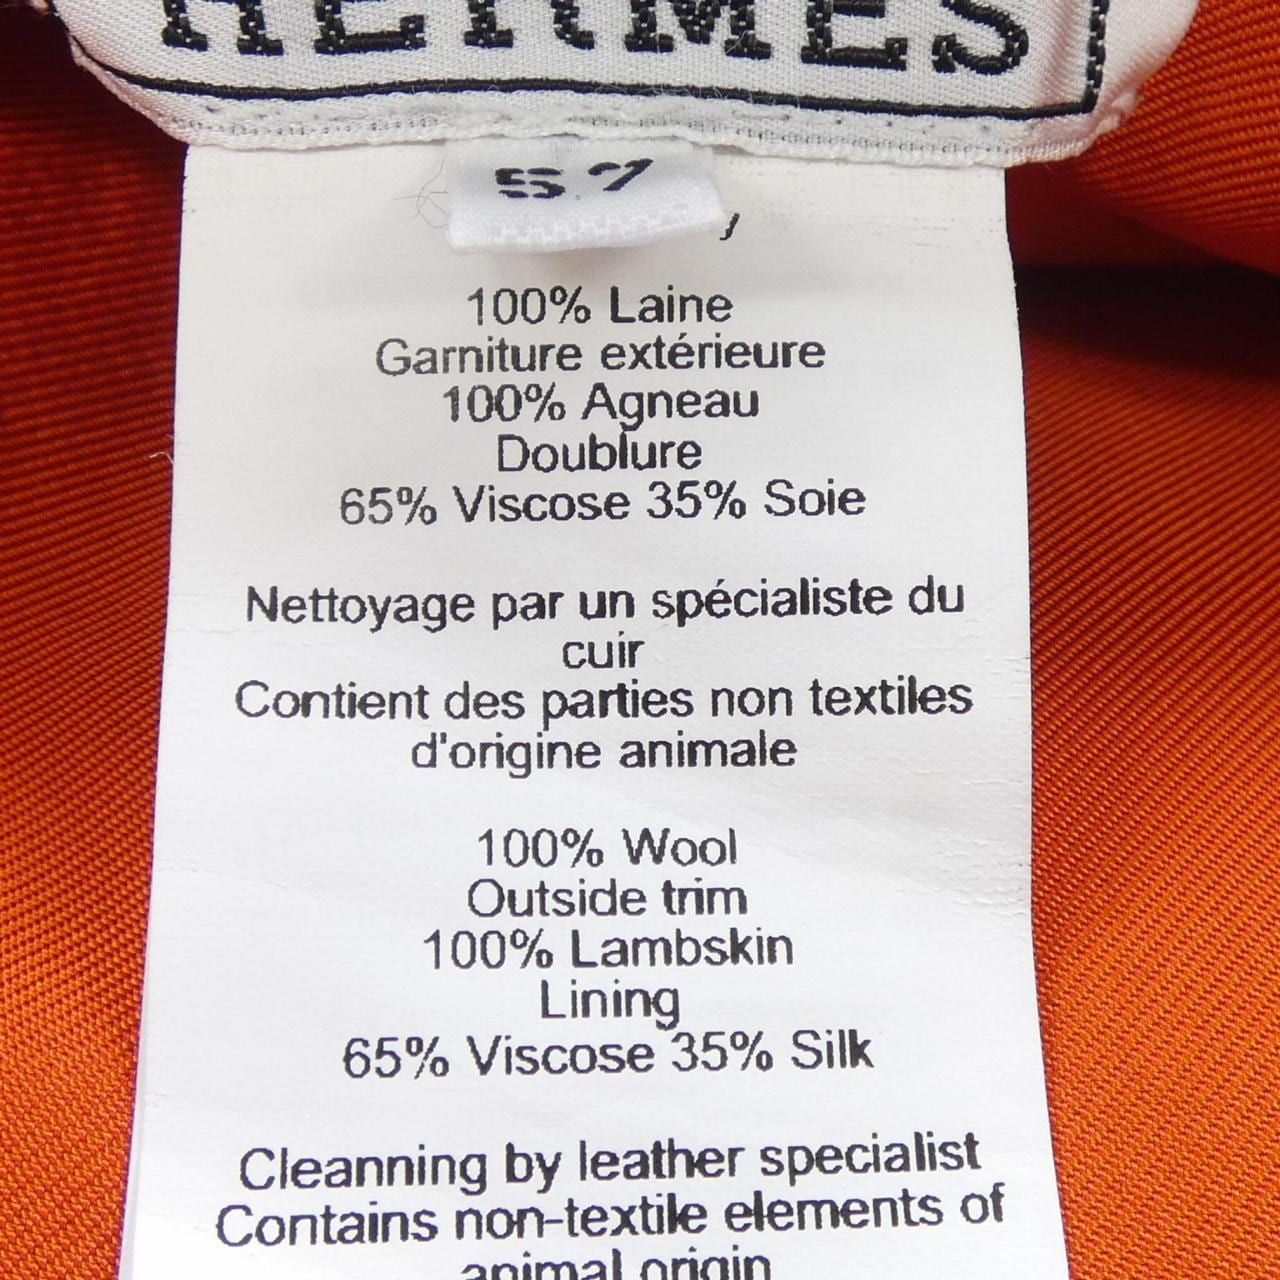 HERMES
57
100% Laine
Garniture extérieure
100% Agneau
Doublure
65% Viscose 35% Soie
Nettoyage par un spécialiste du
cuir
Contient des parties non textiles
d'origine animale
100% Wool
Outside trim
100% Lambskin
Lining
65% Viscose 35% Silk
Cleanning by leather specialist
Contains non-textile elements of
animal origin